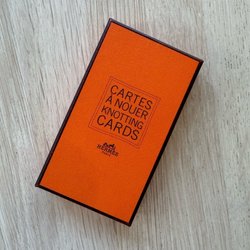 CARTES
À NOUER
KNOTTING
CARDS
HERMÈS
PARIS